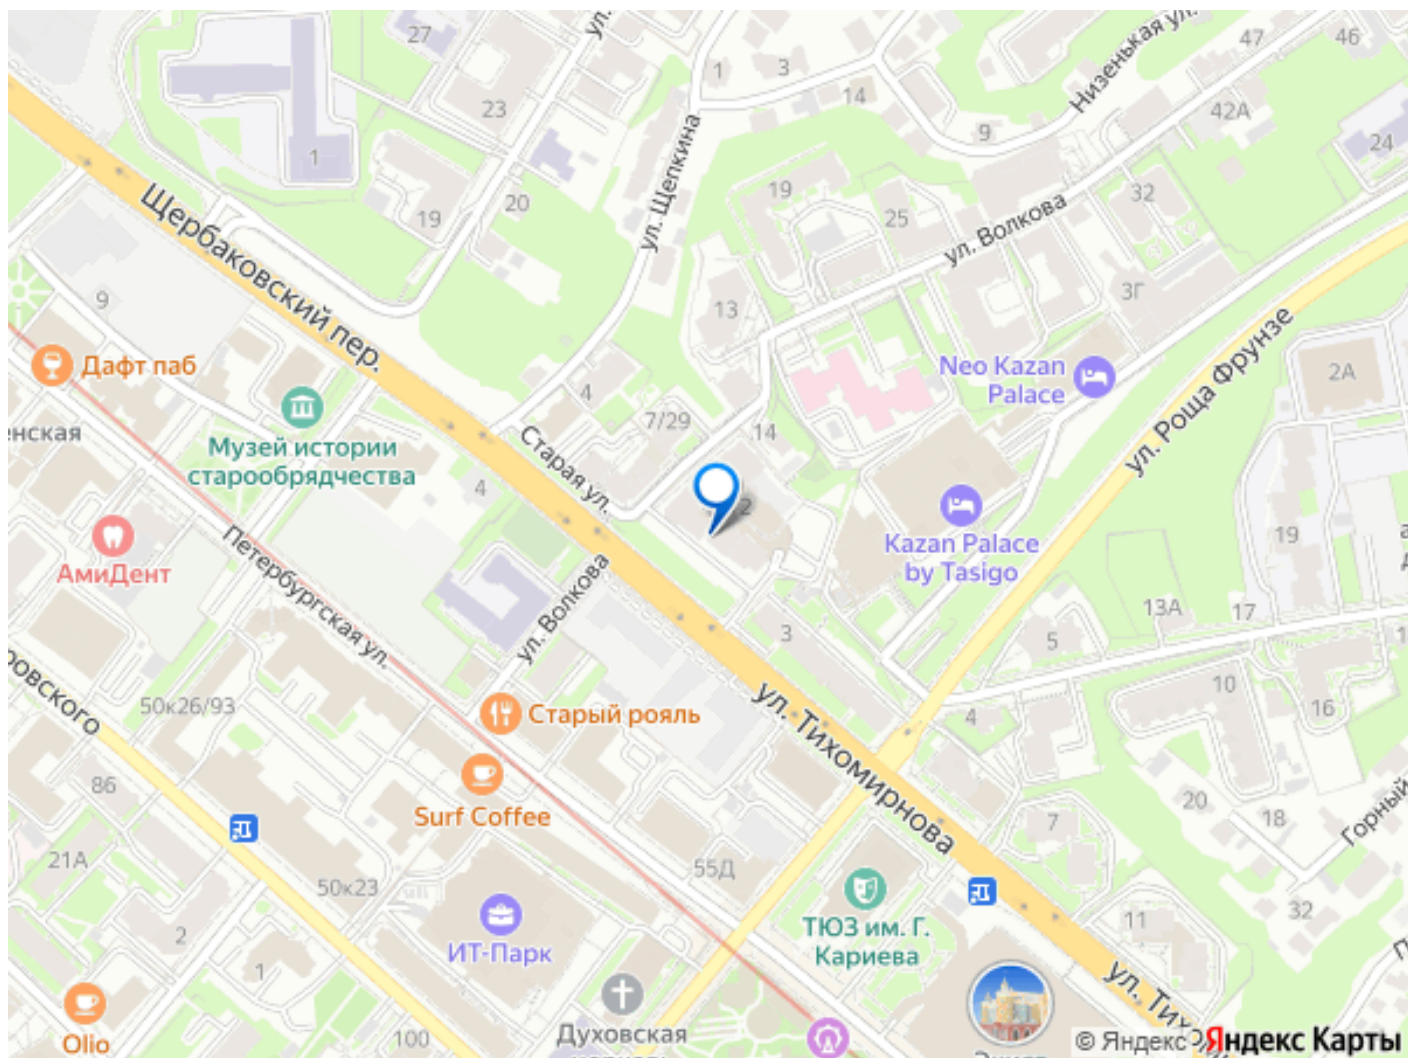 27
ул.
1
3
14
47
46
Низенькая ул.
42А
23
9
24
1
ул. Щепкина
19
20
19
25
32
ул. Волкова
Щербаковский пер.
3Г
9
13
Дафт паб
Neo Kazan
Palace
ул. Роща Фрунзе
2А
4
7/29
14
енская
Музей истории
старообрядчества
Старая ул.
4
2
Петербургская ул.
АмиДент
ул. Волкова
Kazan Palace
by Tasigo
19
13А
17
5
3
10
16
4
ровского
50к26/93
Старый рояль
ул. Тихомирнова
86
Surf Coffee
20
18
7
Горный
21А
50к23
55Д
ТЮЗ им. Г.
Кариева
11
32
2
ИТ-Парк
1
100
Olio
Духовская
ул. Тихо
© Яндекс
Яндекс Карты